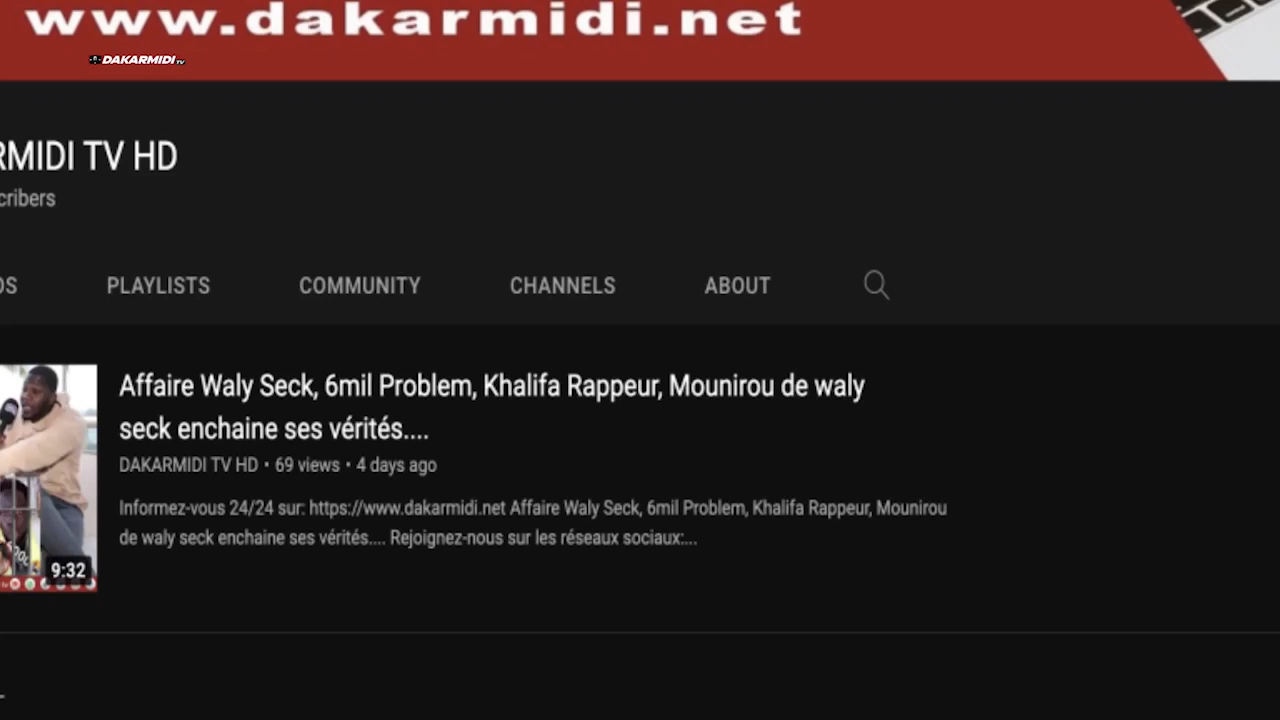 www.dakarmidi.net
DAKARMIDI TV
RMIDI TV HD
cribers
OS PLAYLISTS COMMUNITY CHANNELS ABOUT
Affaire Waly Seck, 6mil Problem, Khalifa Rappeur, Mounirou de waly
seck enchaine ses vérités....
DAKARMIDI TV HD • 69 views • 4 days ago
Informez-vous 24/24 sur: https://www.dakarmidi.net Affaire Waly Seck, 6mil Problem, Khalifa Rappeur, Mounirou
de waly seck enchaine ses vérités.... Rejoignez-nous sur les réseaux sociaux:...
9:32